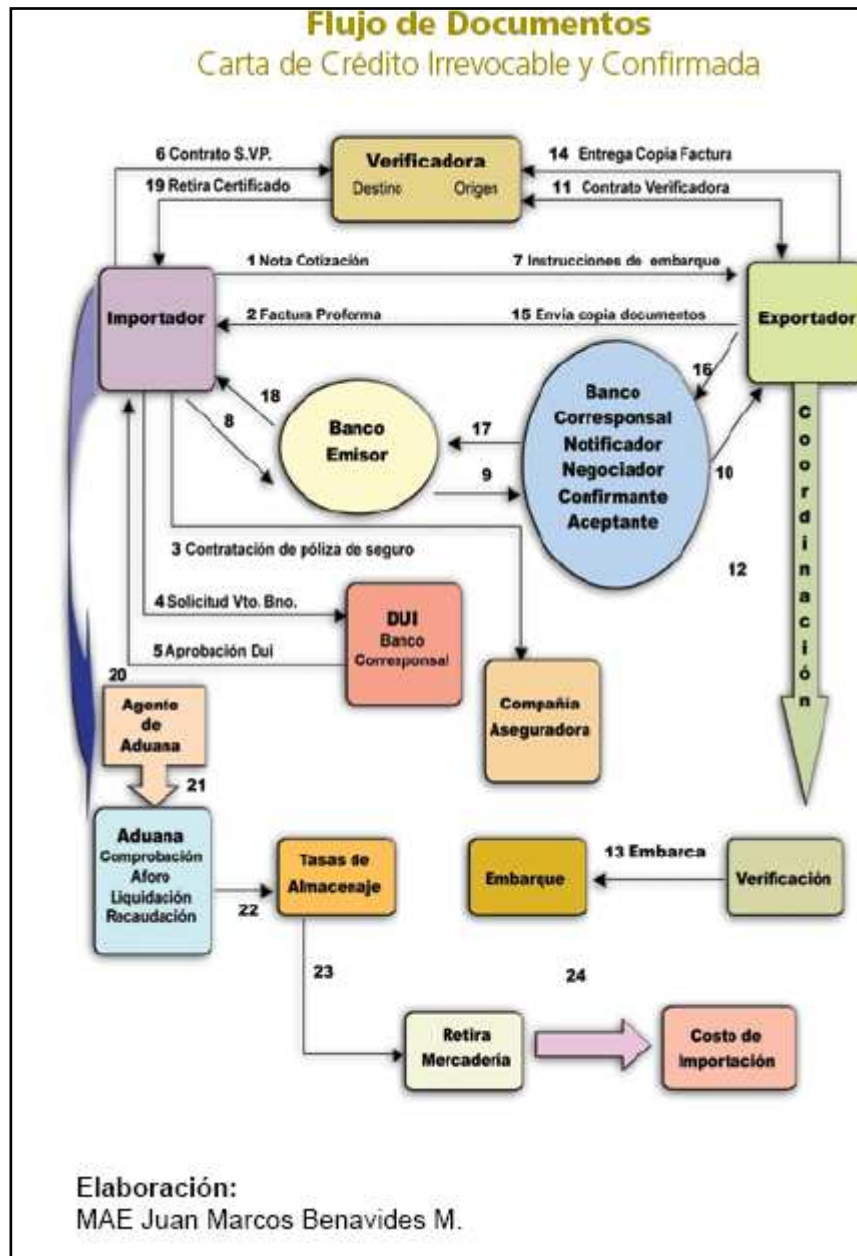 Flujo de Documentos
Carta de Crédito Irrevocable y Confirmada
6 Contrato S.VP.
19 Retira Certificado
Verificadora
Destino Origen
14 Entrega Copia Factura
11 Contrato Verificadora
1 Nota Cotización
7 Instrucciones de embarque
Importador
2 Factura Proforma
15 Envía copia documentos
Exportador
18
8
Banco
Emisor
17
9
Banco
Corresponsal
Notificador
Negociador
Confirmante
Aceptante
16
10
Coordinación
12
3 Contratación de póliza de seguro
4 Solicitud Vto. Bno.
5 Aprobación Dui
DUI
Banco
Corresponsal
Compañía
Aseguradora
20
Agente
de
Aduana
21
Aduana
Comprobación
Aforo
Liquidación
Racaudación
22
Tasas de
Almacenaje
Embarque
13 Embarca
Verificación
23
24
Retira
Mercadería
Costo de
Importación
Elaboración:
MAE Juan Marcos Benavides M.